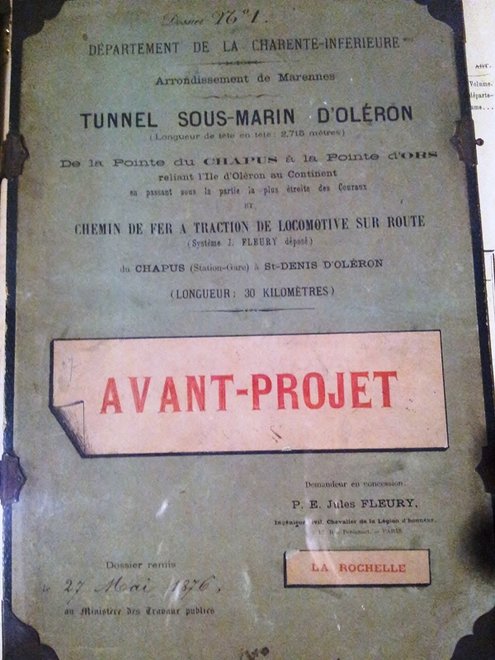 Dossier N° 1.
DÉPARTEMENT DE LA CHARENTE-INFERIEURE
Arrondissement de Marennes
TUNNEL SOUS-MARIN D'OLÉRON
(Longueur de tête en tête : 2,715 mètres)
De la Pointe du CHAPUS à la Pointe d'ORS
reliant l'Ile d'Oléron au Continent
en passant sous la partie la plus étroite des Couraux
ET
CHEMIN DE FER A TRACTION DE LOCOMOTIVE SUR ROUTE
(Système J. FLEURY déposé)
du CHAPUS (Station-Gare) à St-DENIS D'OLÉRON
(LONGUEUR : 30 KILOMÈTRES)
AVANT-PROJET
Demandeur en concession
P. E. Jules FLEURY,
Ingénieur civil, Chevalier de la Légion d'honneur,
PARIS
LA ROCHELLE
Dossier remis
le 27 Mai 1876
au Ministère des Travaux publics
ART.
Volume.